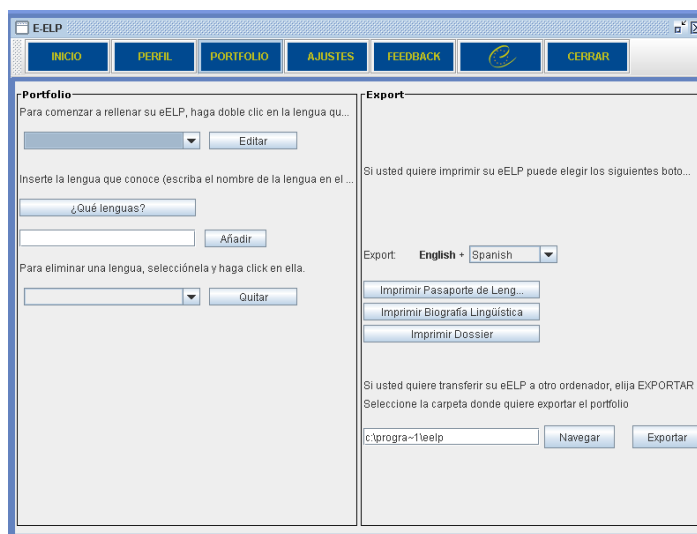 E-ELP
INICIO PERFIL PORTFOLIO AJUSTES FEEDBACK e CERRAR
Portfolio
Para comenzar a rellenar su eELP, haga doble clic en la lengua qu...
Editar
Inserte la lengua que conoce (escriba el nombre de la lengua en el ...
¿Qué lenguas?
Añadir
Para eliminar una lengua, selecciónela y haga click en ella.
Quitar
Export
Si usted quiere imprimir su eELP puede elegir los siguientes boto...
Export: English + Spanish
Imprimir Pasaporte de Leng...
Imprimir Biografía Lingüística
Imprimir Dossier
Si usted quiere transferir su eELP a otro ordenador, elija EXPORTAR
Seleccione la carpeta donde quiere exportar el portfolio
c:\progra~1\eelp Navegar Exportar